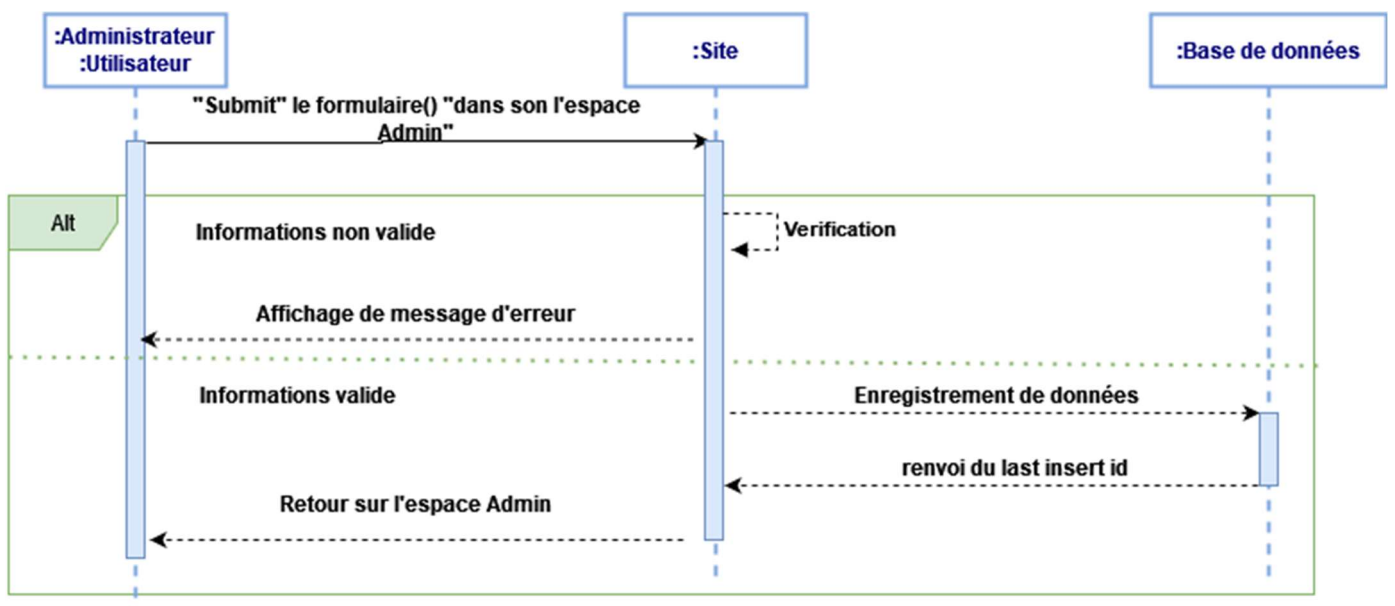 :Administrateur
:Utilisateur
:Site
:Base de données
"Submit" le formulaire() "dans son l'espace
Admin"
Alt
Informations non valide
Verification
Affichage de message d'erreur
Informations valide
Enregistrement de données
renvoi du last insert id
Retour sur l'espace Admin